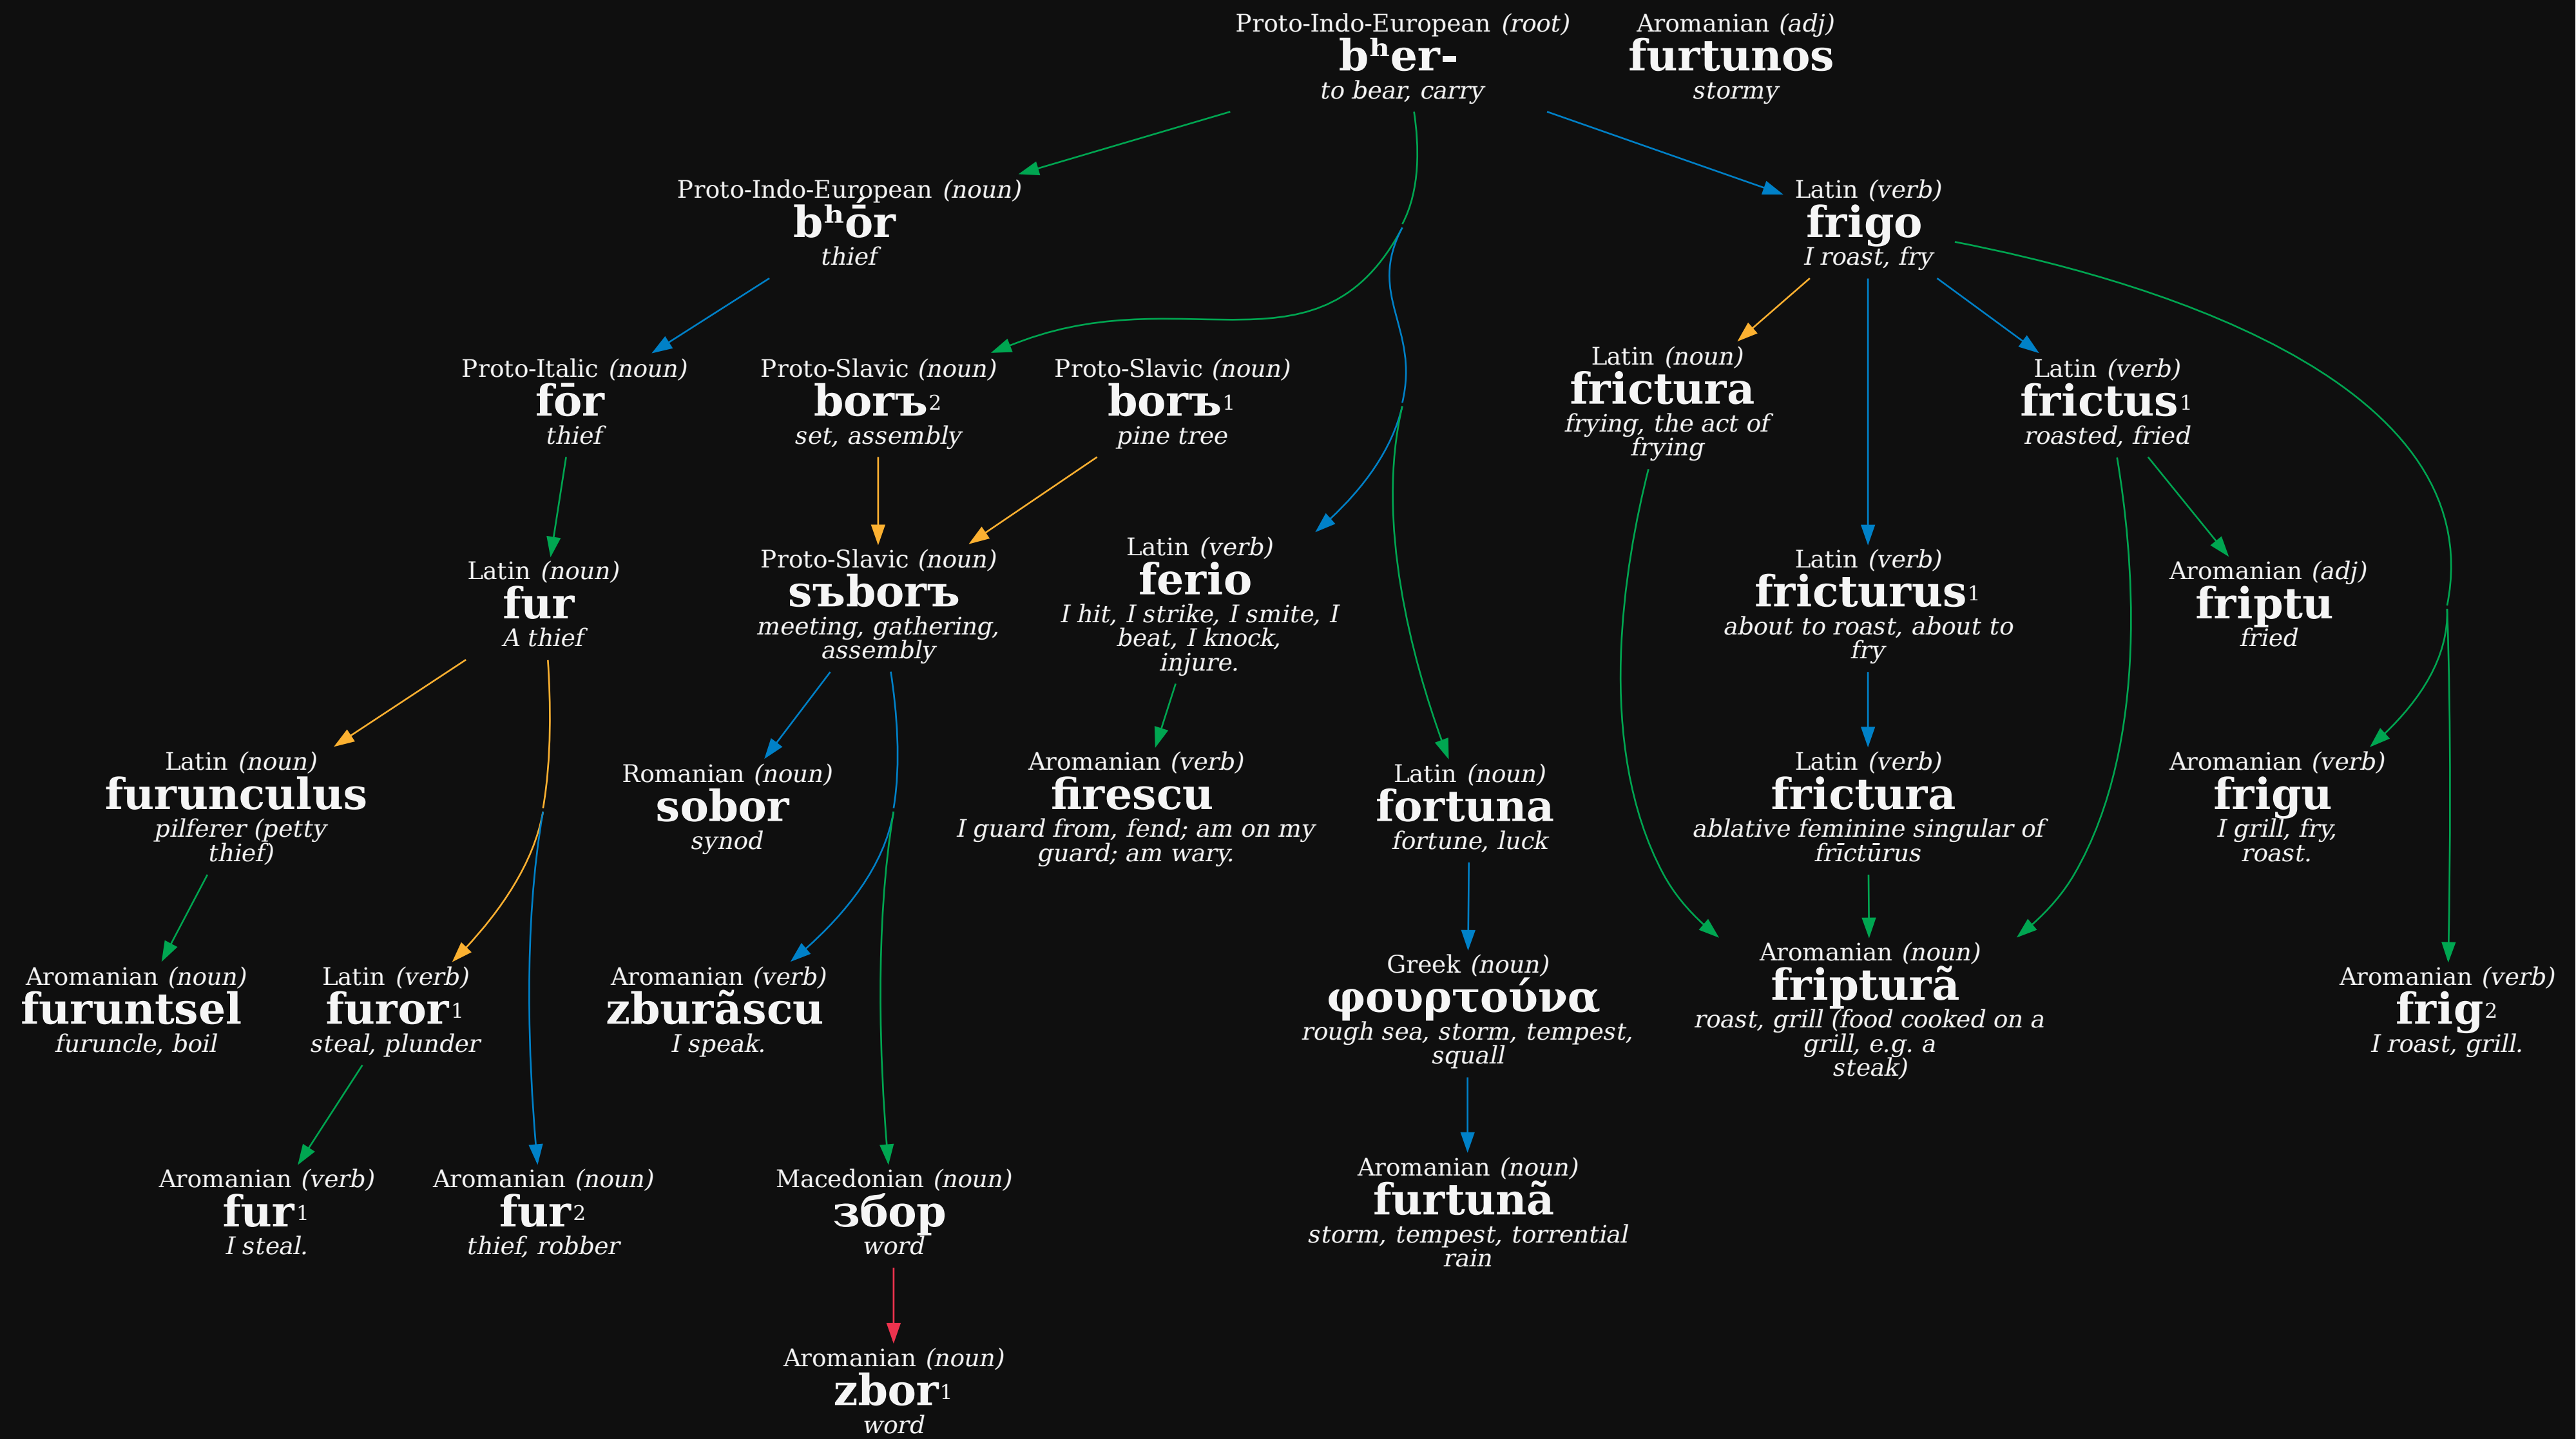 Proto-Indo-European (root)
bʰer-
to bear, carry
Aromanian (adj)
furtunos
stormy
Proto-Indo-European (noun)
bʰṓr
thief
Latin (verb)
frigo
I roast, fry
Proto-Italic (noun)
fōr
thief
Proto-Slavic (noun)
borъ2
set, assembly
Proto-Slavic (noun)
borъ1
pine tree
Latin (noun)
frictura
frying, the act of
frying
Latin (verb)
frictus1
roasted, fried
Latin (noun)
fur
A thief
Proto-Slavic (noun)
sъborъ
meeting, gathering,
assembly
Latin (verb)
ferio
I hit, I strike, I smite, I
beat, I knock,
injure.
Latin (verb)
fricturus1
about to roast, about to
fry
Aromanian (adj)
friptu
fried
Latin (noun)
furunculus
pilferer (petty
thief)
Romanian (noun)
sobor
synod
Aromanian (verb)
firescu
I guard from, fend; am on my
guard; am wary.
Latin (noun)
fortuna
fortune, luck
Latin (verb)
frictura
ablative feminine singular of
frīctūrus
Aromanian (verb)
frigu
I grill, fry,
roast.
Aromanian (noun)
furuntsel
furuncle, boil
Latin (verb)
furor1
steal, plunder
Aromanian (verb)
zburãscu
I speak.
Greek (noun)
φουρτούνα
rough sea, storm, tempest,
squall
Aromanian (noun)
fripturã
roast, grill (food cooked on a
grill, e.g. a
steak)
Aromanian (verb)
frig2
I roast, grill.
Aromanian (verb)
fur1
I steal.
Aromanian (noun)
fur2
thief, robber
Macedonian (noun)
збор
word
Aromanian (noun)
furtunã
storm, tempest, torrential
rain
Aromanian (noun)
zbor1
word